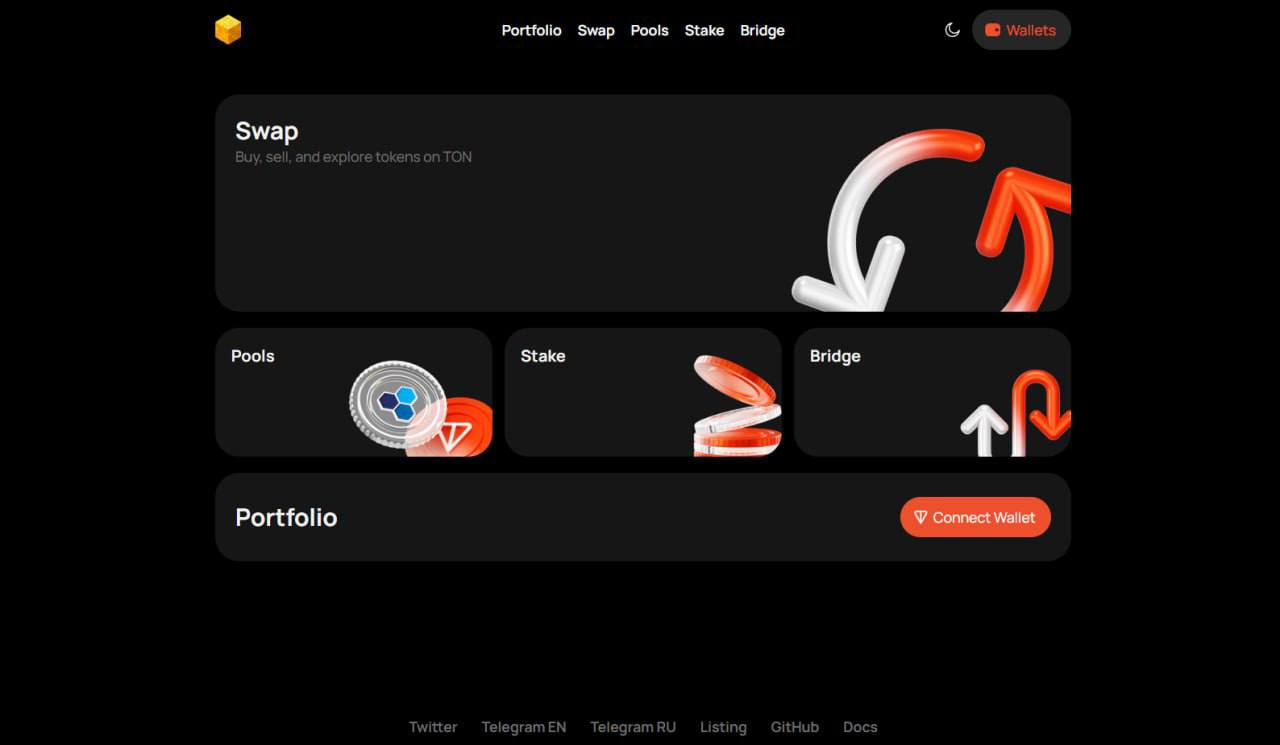 Portfolio Swap Pools Stake Bridge Wallets
Swap
Buy, sell, and explore tokens on TON
Pools Stake Bridge
Portfolio Connect Wallet
Twitter Telegram EN Telegram RU Listing GitHub Docs